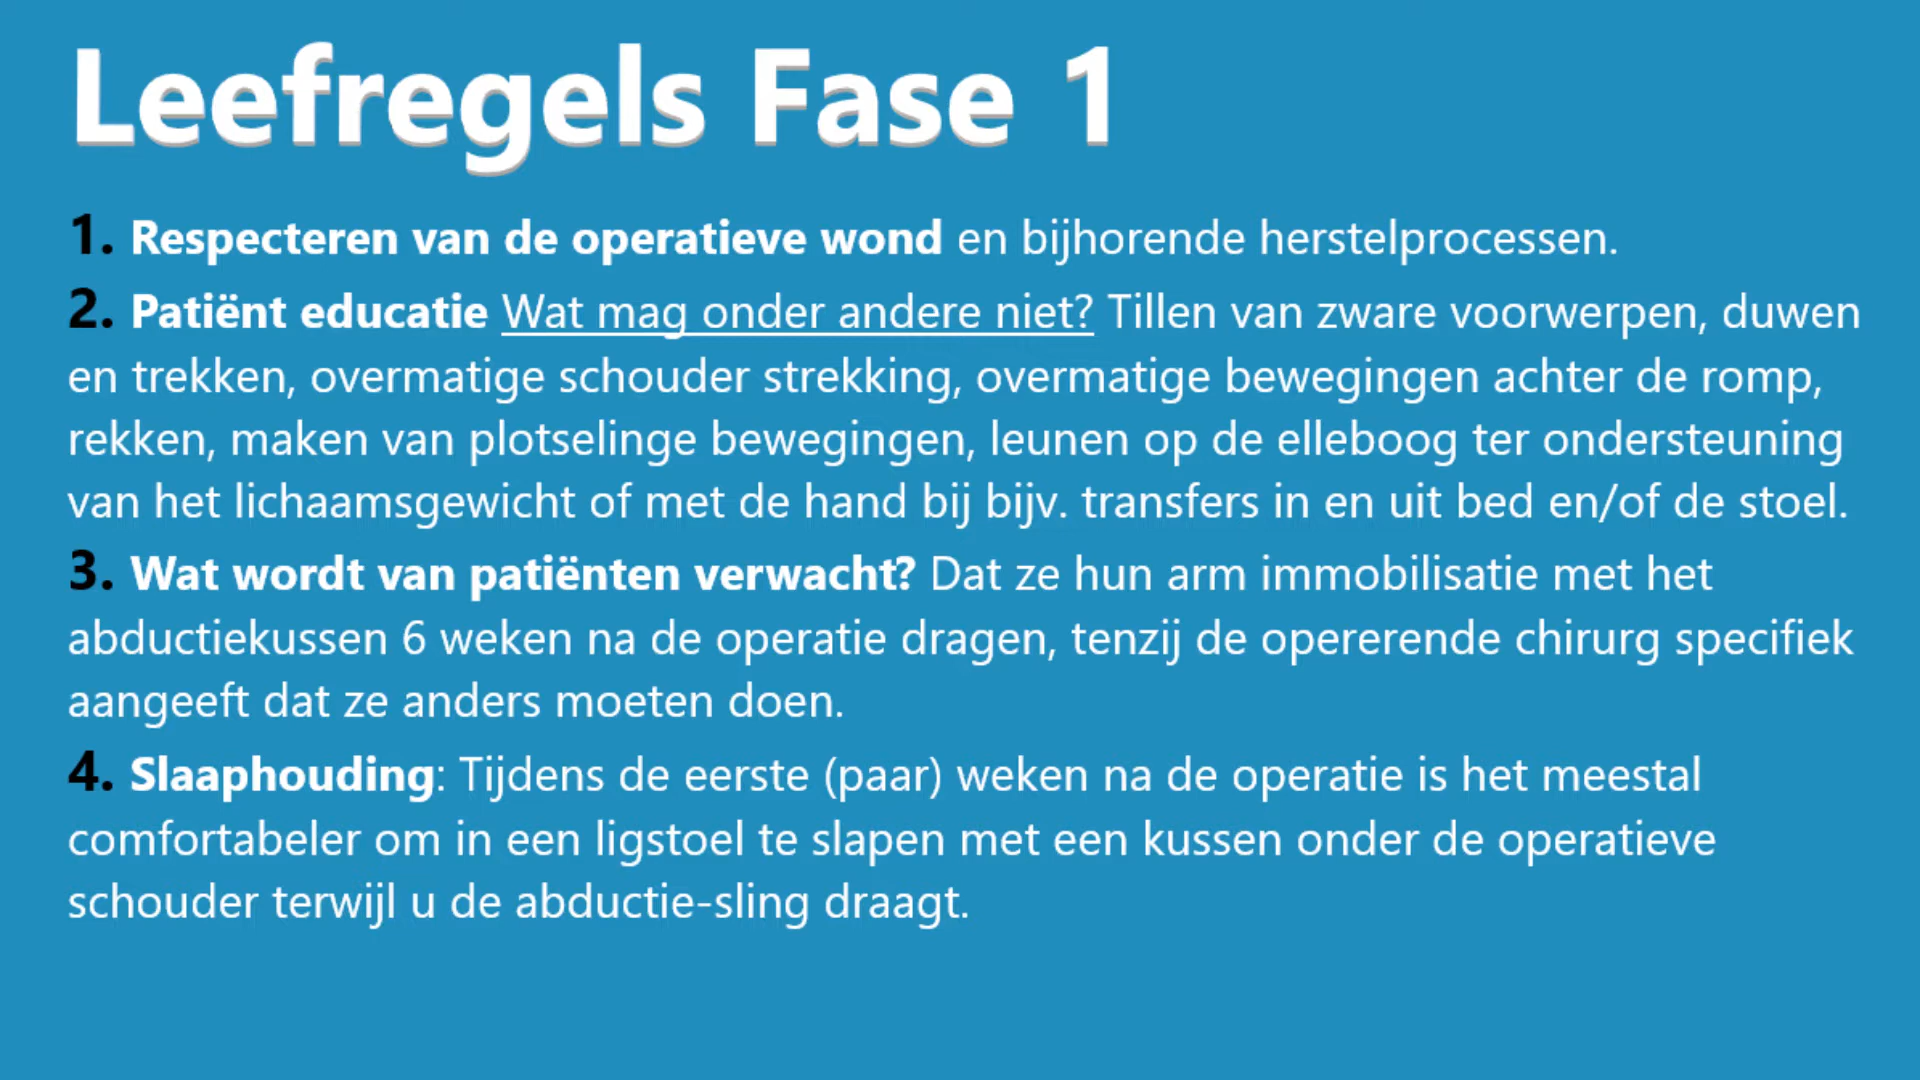 Leefregels Fase 1
1. Respecteren van de operatieve wond en bijhorende herstelprocessen.
2. Patiënt educatie Wat mag onder andere niet? Tillen van zware voorwerpen, duwen
en trekken, overmatige schouder strekking, overmatige bewegingen achter de romp,
rekken, maken van plotselinge bewegingen, leunen op de elleboog ter ondersteuning
van het lichaamsgewicht of met de hand bij bijv. transfers in en uit bed en/of de stoel.
3. Wat wordt van patiënten verwacht? Dat ze hun arm immobilisatie met het
abductiekussen 6 weken na de operatie dragen, tenzij de opererende chirurg specifiek
aangeeft dat ze anders moeten doen.
4. Slaaphouding: Tijdens de eerste (paar) weken na de operatie is het meestal
comfortabeler om in een ligstoel te slapen met een kussen onder de operatieve
schouder terwijl u de abductie-sling draagt.